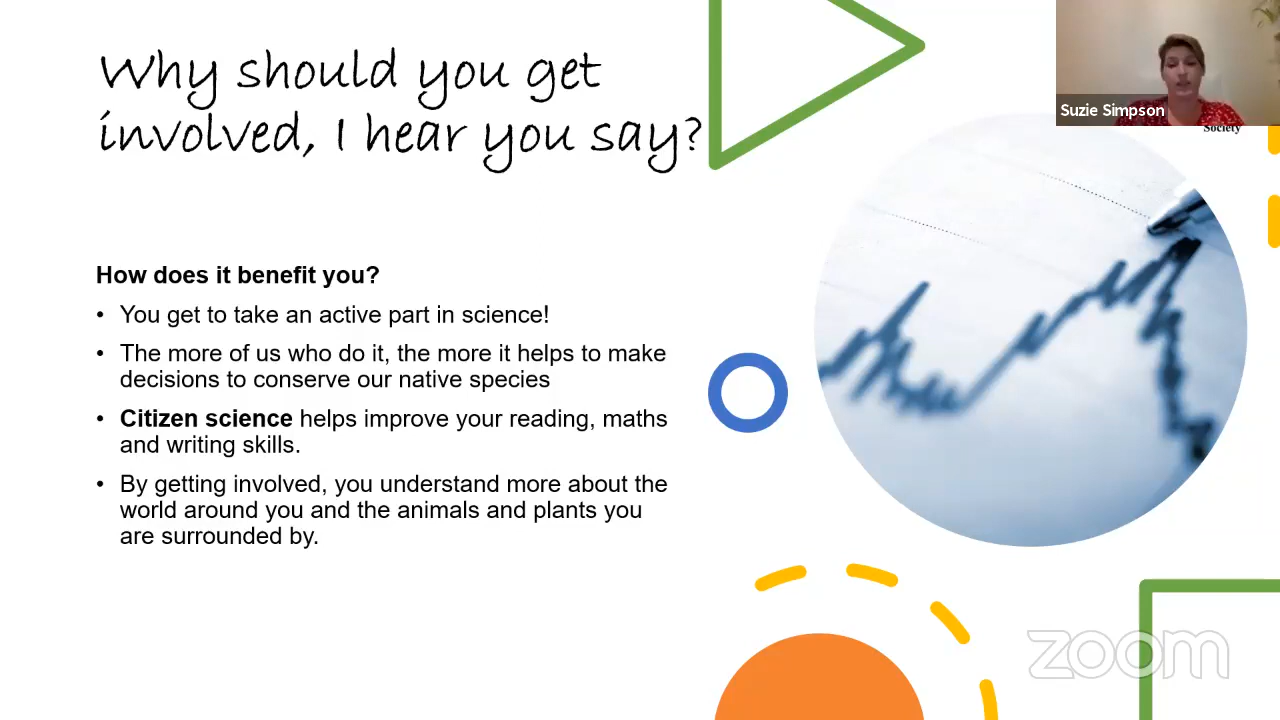 Why should you get
involved, I hear you say?
Suzie Simpson
Society
How does it benefit you?
• You get to take an active part in science!
• The more of us who do it, the more it helps to make
decisions to conserve our native species
• Citizen science helps improve your reading, maths
and writing skills.
• By getting involved, you understand more about the
world around you and the animals and plants you
are surrounded by.
zoom